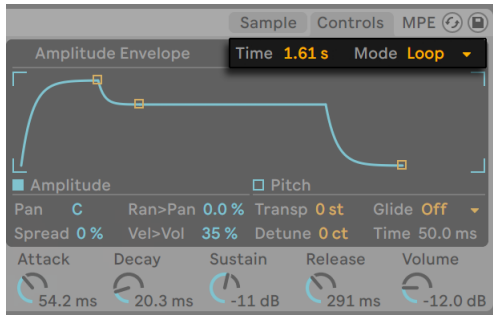 Sample Controls MPE
Amplitude Envelope Time 1.61 s Mode Loop
Amplitude Pitch
Pan C Ran>Pan 0.0 % Transp 0 st Glide Off
Spread 0 % Vel>Vol 35 % Detune 0 ct Time 50.0 ms
Attack Decay Sustain Release Volume
54.2 ms 20.3 ms -11 dB 291 ms -12.0 dB